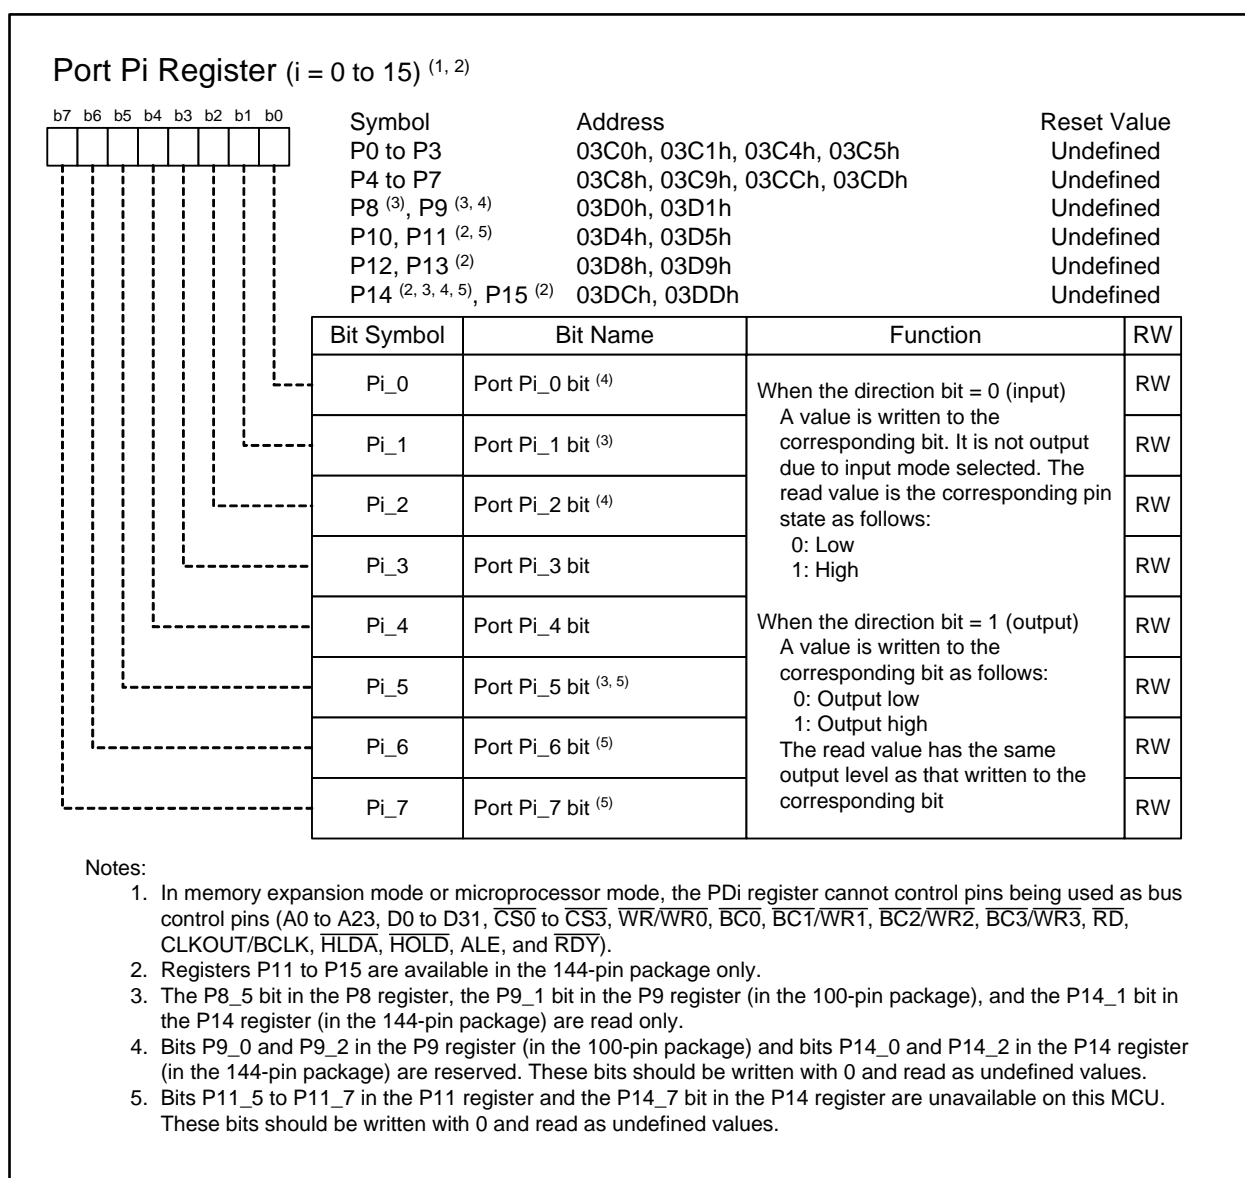 Port Pi Register (i = 0 to 15) (1, 2)
b7 b6 b5 b4 b3 b2 b1 b0
Symbol Address Reset Value
P0 to P3 03C0h, 03C1h, 03C4h, 03C5h Undefined
P4 to P7 03C8h, 03C9h, 03CCh, 03CDh Undefined
P8 (3), P9 (3, 4) 03D0h, 03D1h Undefined
P10, P11 (2, 5) 03D4h, 03D5h Undefined
P12, P13 (2) 03D8h, 03D9h Undefined
P14 (2, 3, 4, 5), P15 (2) 03DCh, 03DDh Undefined
Bit Symbol Bit Name Function RW
Pi_0 Port Pi_0 bit (4) RW
Pi_1 Port Pi_1 bit (3) RW
Pi_2 Port Pi_2 bit (4) RW
Pi_3 Port Pi_3 bit RW
Pi_4 Port Pi_4 bit RW
Pi_5 Port Pi_5 bit (3, 5) RW
Pi_6 Port Pi_6 bit (5) RW
Pi_7 Port Pi_7 bit (5) RW
When the direction bit = 0 (input)
A value is written to the
corresponding bit. It is not output
due to input mode selected. The
read value is the corresponding pin
state as follows:
0: Low
1: High
When the direction bit = 1 (output)
A value is written to the
corresponding bit as follows:
0: Output low
1: Output high
The read value has the same
output level as that written to the
corresponding bit
Notes:
1. In memory expansion mode or microprocessor mode, the PDi register cannot control pins being used as bus
control pins (A0 to A23, D0 to D31, CS0 to CS3, WR/WR0, BC0, BC1/WR1, BC2/WR2, BC3/WR3, RD,
CLKOUT/BCLK, HLDA, HOLD, ALE, and RDY).
2. Registers P11 to P15 are available in the 144-pin package only.
3. The P8_5 bit in the P8 register, the P9_1 bit in the P9 register (in the 100-pin package), and the P14_1 bit in
the P14 register (in the 144-pin package) are read only.
4. Bits P9_0 and P9_2 in the P9 register (in the 100-pin package) and bits P14_0 and P14_2 in the P14 register
(in the 144-pin package) are reserved. These bits should be written with 0 and read as undefined values.
5. Bits P11_5 to P11_7 in the P11 register and the P14_7 bit in the P14 register are unavailable on this MCU.
These bits should be written with 0 and read as undefined values.